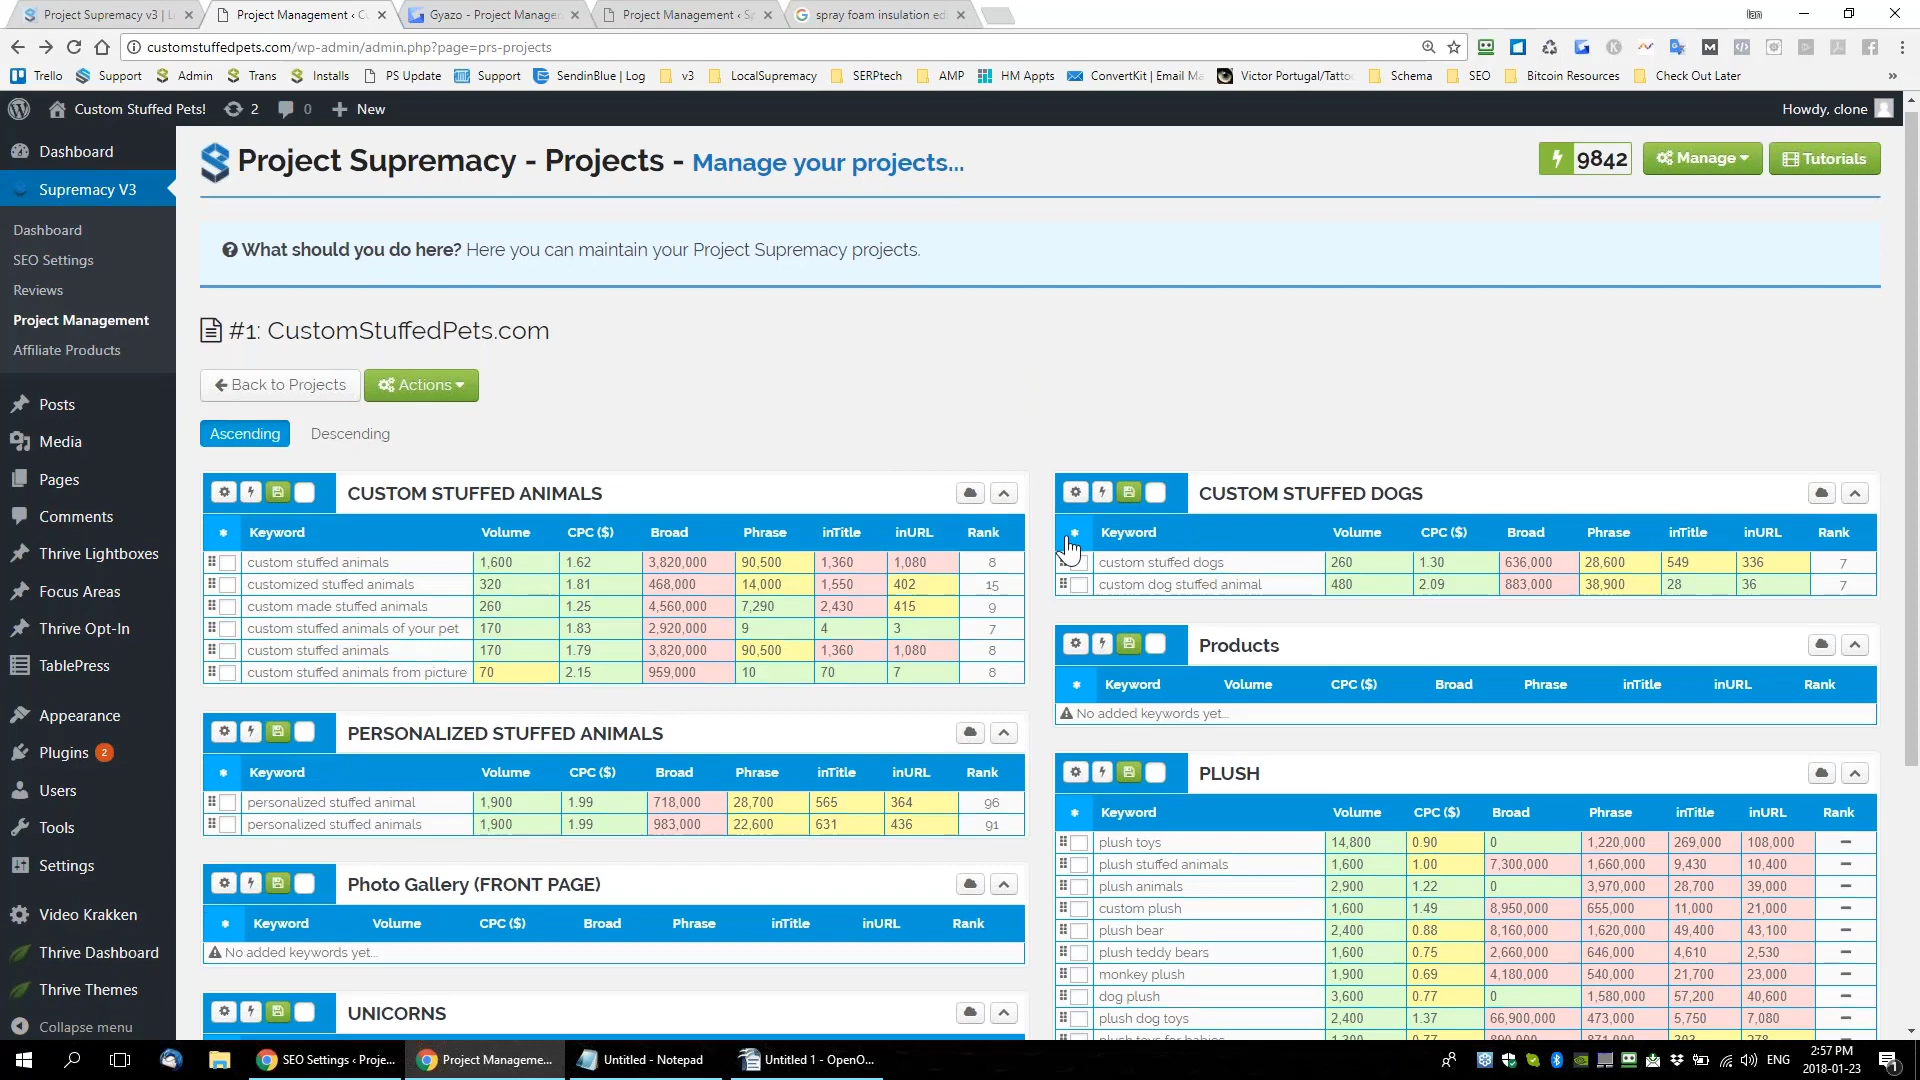 Project Supremacy v3 | L
Project Management ‹ Cu
Gyazo - Project Managem
Project Management ‹ S
spray foam insulation ed
Ian
customstuffedpets.com/wp-admin/admin.php?page=prs-projects
Trello Support Admin Trans Installs PS Update Support SendinBlue | Log v3 LocalSupremacy SERPtech AMP HM Appts ConvertKit | Email Ma Victor Portugal/Tatto Schema SEO Bitcoin Resources Check Out Later »
Custom Stuffed Pets! 2 0 New
Howdy, clone
Dashboard
Supremacy V3
Dashboard
SEO Settings
Reviews
Project Management
Affiliate Products
Posts
Media
Pages
Comments
Thrive Lightboxes
Focus Areas
Thrive Opt-In
TablePress
Appearance
Plugins 2
Users
Tools
Settings
Video Krakken
Thrive Dashboard
Thrive Themes
Collapse menu
Project Supremacy - Projects - Manage your projects...
9842 Manage Tutorials
What should you do here? Here you can maintain your Project Supremacy projects.
#1: CustomStuffedPets.com
Back to Projects Actions
Ascending Descending
CUSTOM STUFFED ANIMALS
Keyword Volume CPC ($) Broad Phrase inTitle inURL Rank
custom stuffed animals 1,600 1.62 3,820,000 90,500 1,360 1,080 8
customized stuffed animals 320 1.81 468,000 14,000 1,550 402 15
custom made stuffed animals 260 1.25 4,560,000 7,290 2,430 415 9
custom stuffed animals of your pet 170 1.83 2,920,000 9 4 3 7
custom stuffed animals 170 1.79 3,820,000 90,500 1,360 1,080 8
custom stuffed animals from picture 70 2.15 959,000 10 70 7 8
PERSONALIZED STUFFED ANIMALS
Keyword Volume CPC ($) Broad Phrase inTitle inURL Rank
personalized stuffed animal 1,900 1.99 718,000 28,700 565 364 96
personalized stuffed animals 1,900 1.99 983,000 22,600 631 436 91
Photo Gallery (FRONT PAGE)
Keyword Volume CPC ($) Broad Phrase inTitle inURL Rank
No added keywords yet...
UNICORNS
CUSTOM STUFFED DOGS
Keyword Volume CPC ($) Broad Phrase inTitle inURL Rank
custom stuffed dogs 260 1.30 636,000 28,600 549 336 7
custom dog stuffed animal 480 2.09 883,000 38,900 28 36 7
Products
Keyword Volume CPC ($) Broad Phrase inTitle inURL Rank
No added keywords yet...
PLUSH
Keyword Volume CPC ($) Broad Phrase inTitle inURL Rank
plush toys 14,800 0.90 0 1,220,000 269,000 108,000 –
plush stuffed animals 1,600 1.00 7,300,000 1,660,000 9,430 10,400 –
plush animals 2,900 1.22 0 3,970,000 28,700 39,000 –
custom plush 1,600 1.49 8,950,000 655,000 11,000 21,000 –
plush bear 2,400 0.88 8,160,000 1,620,000 49,400 43,100 –
plush teddy bears 1,600 0.75 2,660,000 646,000 4,610 2,530 –
monkey plush 1,900 0.69 4,180,000 540,000 21,700 23,000 –
dog plush 3,600 0.77 0 1,580,000 57,200 40,600 –
plush dog toys 2,400 1.37 66,900,000 473,000 5,750 7,080 –
SEO Settings ‹ Proje...
Project Manageme...
Untitled - Notepad
Untitled 1 - OpenO...
ENG
2:57 PM
2018-01-23
1